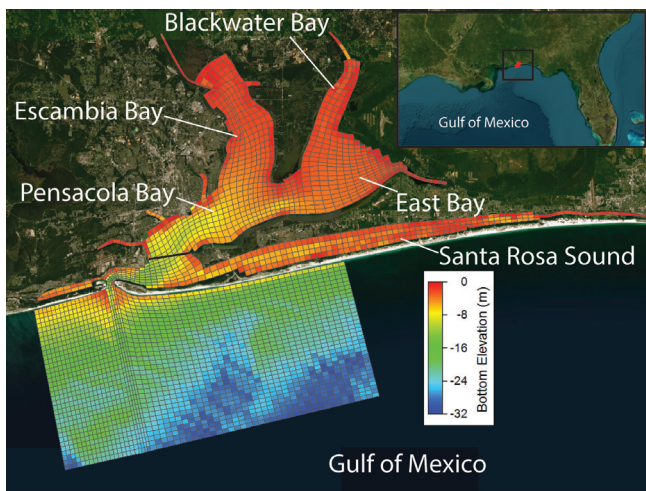 Blackwater Bay
Escambia Bay
Gulf of Mexico
Pensacola Bay
East Bay
Santa Rosa Sound
0
-8
-16
-24
-32
Bottom Elevation (m)
Gulf of Mexico